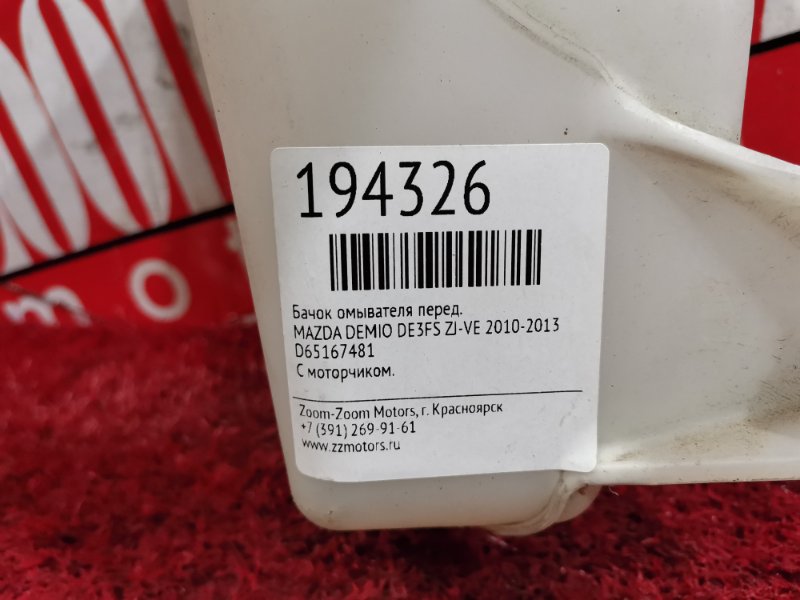 194326
Бачок омывателя перед.
MAZDA DEMIO DE3FS ZJ-VE 2010-2013
D65167481
С моторчиком.
Zoom-Zoom Motors, г. Красноярск
+7 (391) 269-91-61
www.zzmotors.ru